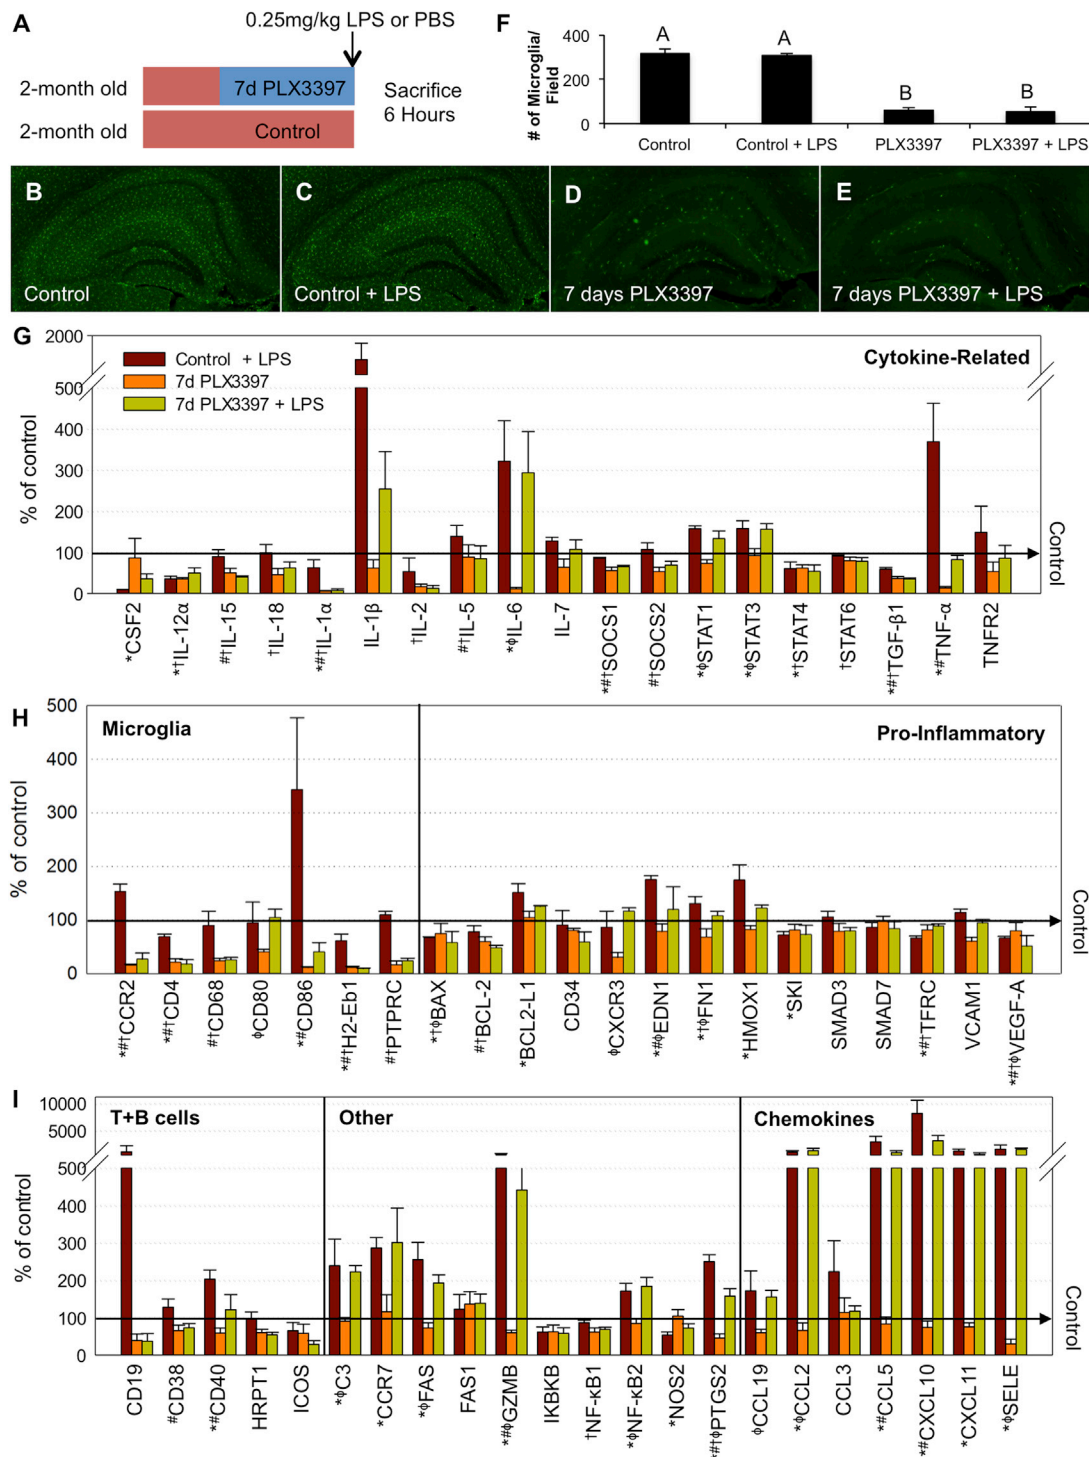 A
0.25mg/kg LPS or PBS
2-month old
7d PLX3397
2-month old
Control
Sacrifice
6 Hours
F
# of Microglia/
Field
400
200
0
A
A
B
B
Control
Control + LPS
PLX3397
PLX3397 + LPS
B
Control
C
Control + LPS
D
7 days PLX3397
E
7 days PLX3397 + LPS
G
Cytokine-Related
Control + LPS
7d PLX3397
7d PLX3397 + LPS
% of control
2000
500
400
300
200
100
0
Control
*CSF2
*†IL-12α
#†IL-15
†IL-18
*#†IL-1α
IL-1β
†IL-2
#†IL-5
*ϕIL-6
IL-7
*#†SOCS1
#†SOCS2
*ϕSTAT1
*ϕSTAT3
*†STAT4
†STAT6
*#†TGF-β1
*#TNF-α
TNFR2
H
Microglia
Pro-Inflammatory
% of control
500
400
300
200
100
0
Control
*#†CCR2
*#†CD4
#†CD68
ϕCD80
*#CD86
*#†H2-Eb1
#†PTPRC
*†ϕBAX
#†BCL-2
*BCL2-L1
CD34
ϕCXCR3
*#ϕEDN1
*†ϕFN1
*HMOX1
*SKI
SMAD3
SMAD7
*#†TFRC
VCAM1
*#†ϕVEGF-A
I
T+B cells
Other
Chemokines
% of control
10000
5000
500
400
300
200
100
0
Control
CD19
#CD38
*#CD40
HRPT1
ICOS
*ϕC3
*CCR7
*ϕFAS
FAS1
*#ϕGZMB
IKBKB
†NF-κB1
*ϕNF-κB2
*NOS2
*#†ϕPTGS2
ϕCCL19
*ϕCCL2
CCL3
*#CCL5
*#CXCL10
*CXCL11
*ϕSELE